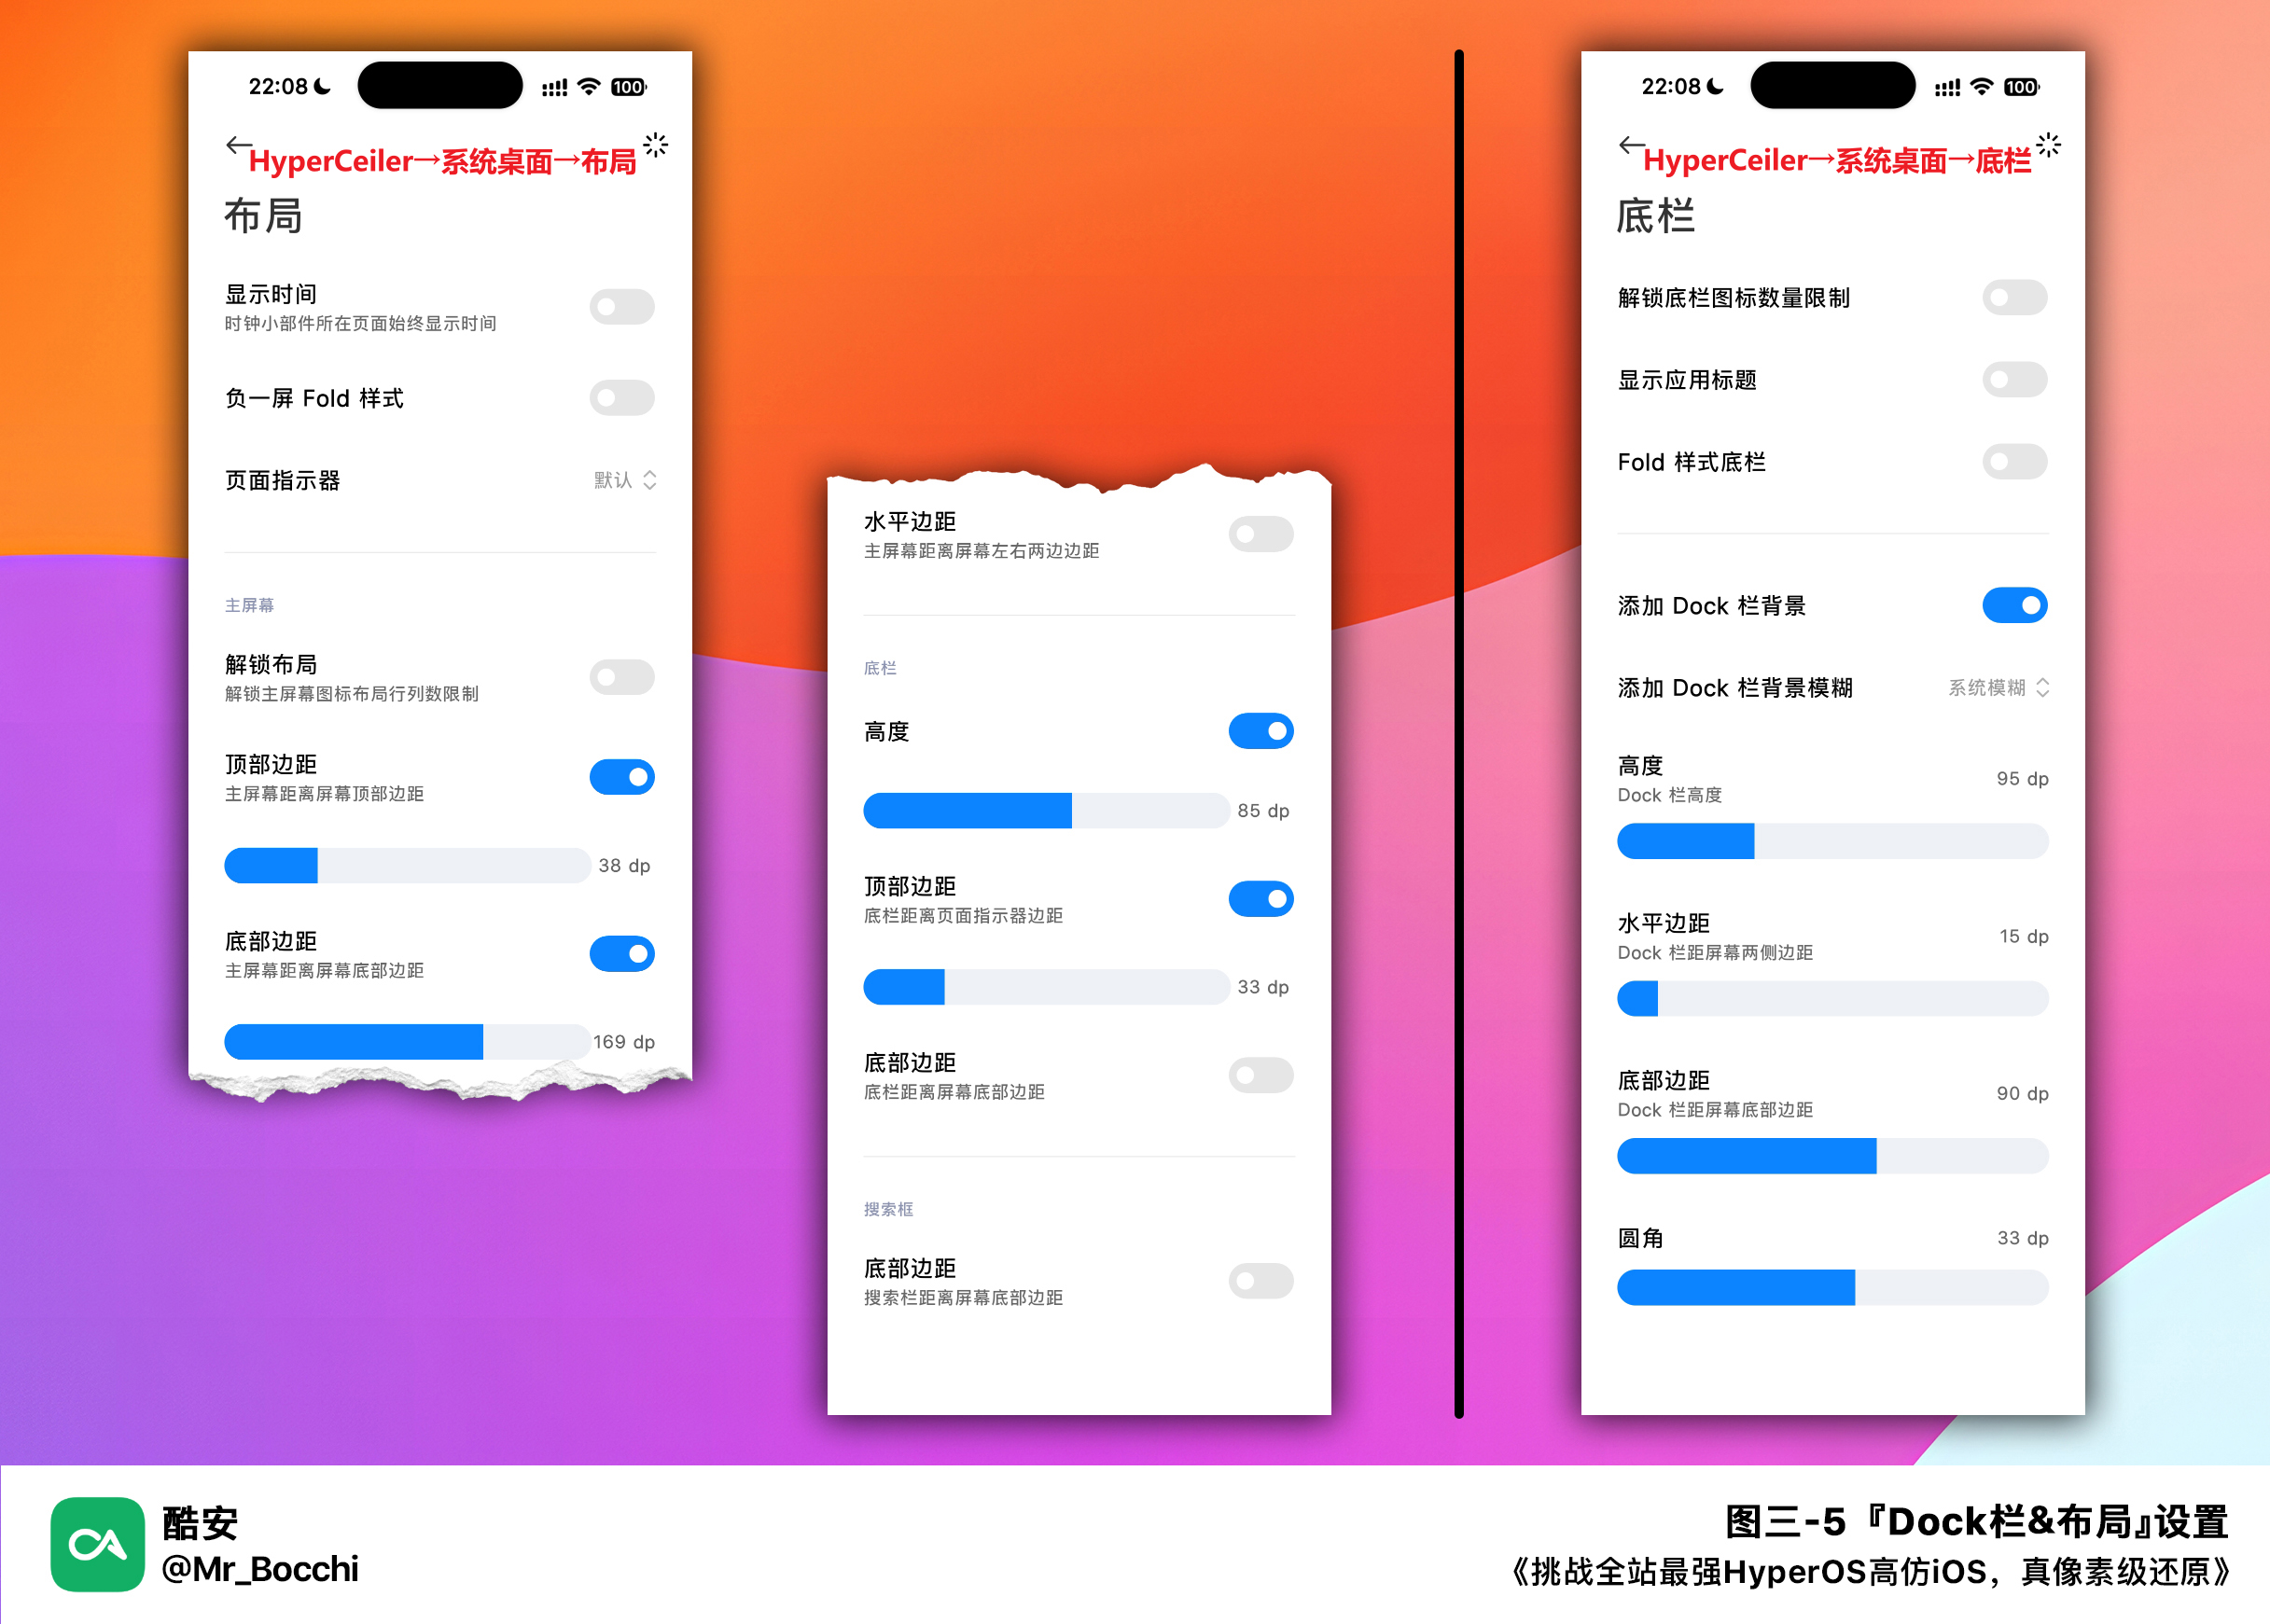 22:08
100
HyperCeiler→系统桌面→布局
布局
显示时间
时钟小部件所在页面始终显示时间
负一屏 Fold 样式
页面指示器
默认
主屏幕
解锁布局
解锁主屏幕图标布局行列数限制
顶部边距
主屏幕距离屏幕顶部边距
38 dp
底部边距
主屏幕距离屏幕底部边距
169 dp
水平边距
主屏幕距离屏幕左右两边边距
底栏
高度
85 dp
顶部边距
底栏距离页面指示器边距
33 dp
底部边距
底栏距离屏幕底部边距
搜索框
底部边距
搜索栏距离屏幕底部边距
22:08
100
HyperCeiler→系统桌面→底栏
底栏
解锁底栏图标数量限制
显示应用标题
Fold 样式底栏
添加 Dock 栏背景
添加 Dock 栏背景模糊
系统模糊
高度
95 dp
Dock 栏高度
水平边距
15 dp
Dock 栏距屏幕两侧边距
底部边距
90 dp
Dock 栏距屏幕底部边距
圆角
33 dp
酷安
@Mr_Bocchi
图三-5『Dock栏&布局』设置
《挑战全站最强HyperOS高仿iOS，真像素级还原》